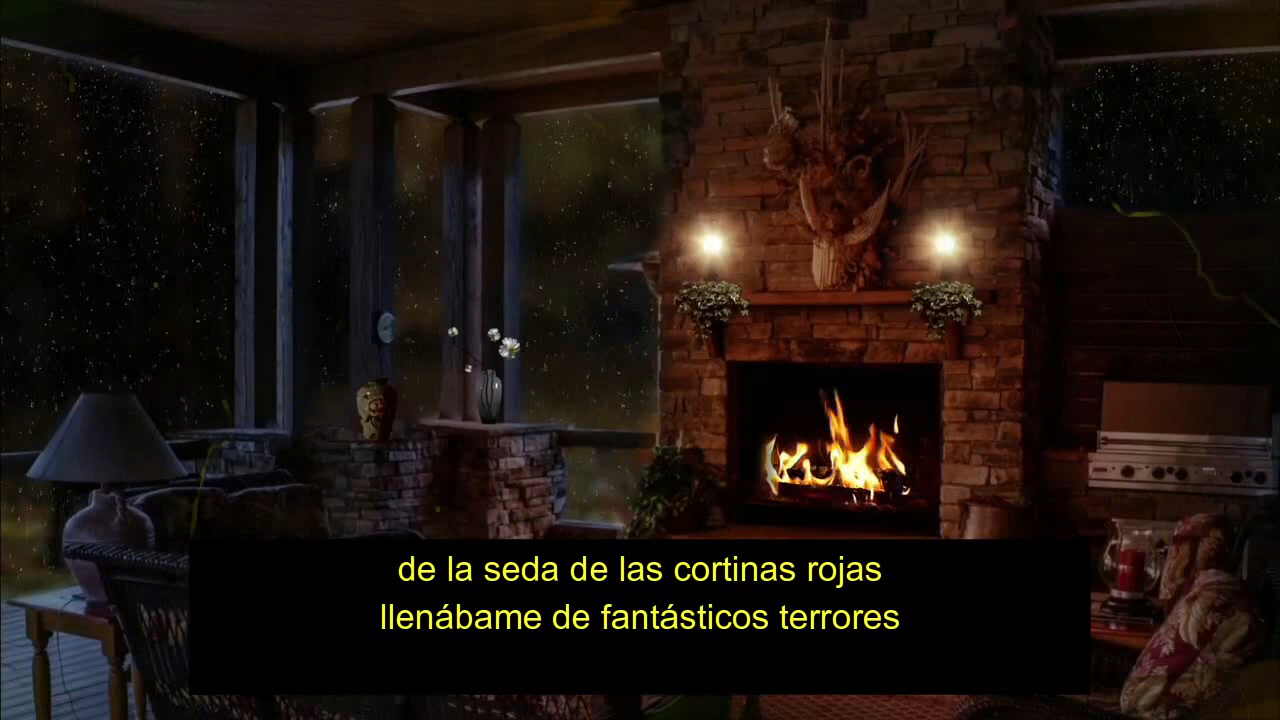 de la seda de las cortinas rojas
llenábame de fantásticos terrores